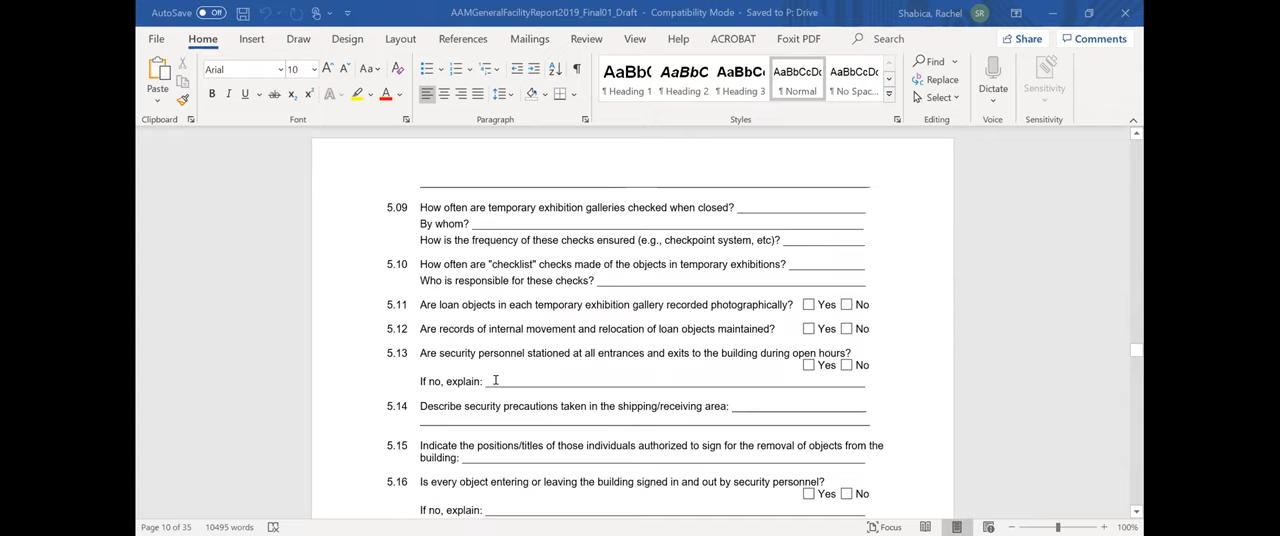 AutoSave Off AAMGeneralFacilityReport2019_Final01_Draft - Compatibility Mode - Saved to P: Drive Shabica, Rachel SR
File Home Insert Draw Design Layout References Mailings Review View Help ACROBAT Foxit PDF Search Share Comments
Paste
Clipboard
Arial 10 A A Aa A
B I U ab x2 x2 A A
Font
Paragraph
AaBb( AaBbC AaBbC AaBbCcDc AaBbCcDc
Heading 1 Heading 2 Heading 3 Normal No Spac...
Styles
Find
Replace
Select
Editing
Dictate
Voice
Sensitivity
Sensitivity
5.09 How often are temporary exhibition galleries checked when closed?
By whom?
How is the frequency of these checks ensured (e.g., checkpoint system, etc)?
5.10 How often are "checklist" checks made of the objects in temporary exhibitions?
Who is responsible for these checks?
5.11 Are loan objects in each temporary exhibition gallery recorded photographically? Yes No
5.12 Are records of internal movement and relocation of loan objects maintained? Yes No
5.13 Are security personnel stationed at all entrances and exits to the building during open hours?
Yes No
If no, explain:
5.14 Describe security precautions taken in the shipping/receiving area:
5.15 Indicate the positions/titles of those individuals authorized to sign for the removal of objects from the
building:
5.16 Is every object entering or leaving the building signed in and out by security personnel?
Yes No
If no, explain:
Page 10 of 35 10495 words Focus 100%